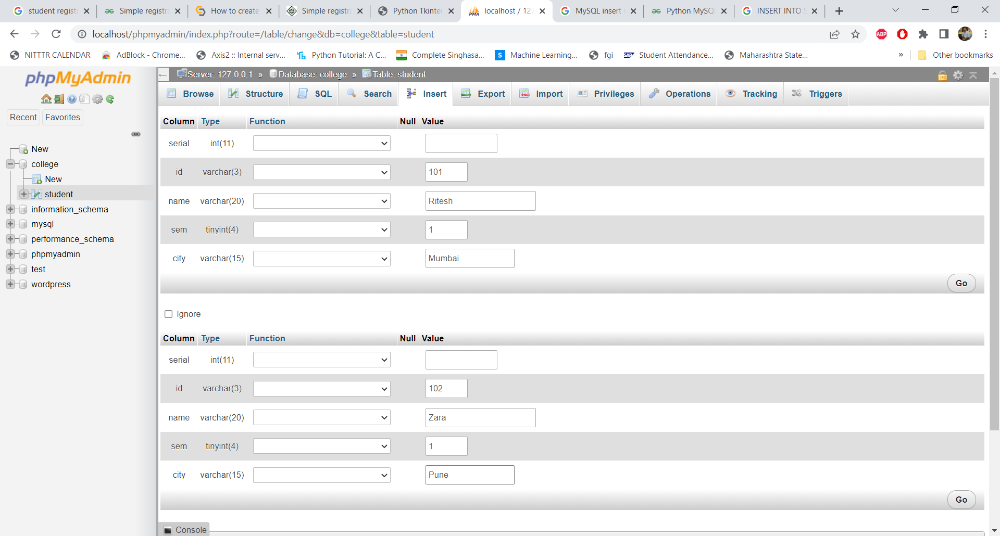 student regist
Simple registra
How to create
Simple registra
Python Tkinter
localhost / 127
MySQL insert i
Python MySQL
INSERT INTO S
localhost/phpmyadmin/index.php?route=/table/change&db=college&table=student
ABP
NITTTR CALENDAR
AdBlock - Chrome...
Axis2 :: Internal serv...
Python Tutorial: A C...
Complete Singhasa...
S
Machine Learning...
fgi
SAP
Student Attendance...
Maharashtra State...
»
Other bookmarks
phpMyAdmin
Recent
Favorites
New
college
New
student
information_schema
mysql
performance_schema
phpmyadmin
test
wordpress
Server: 127.0.0.1 » Database: college » Table: student
Browse
Structure
SQL
Search
Insert
Export
Import
Privileges
Operations
Tracking
Triggers
Column Type Function Null Value
serial int(11)
id varchar(3) 101
name varchar(20) Ritesh
sem tinyint(4) 1
city varchar(15) Mumbai
Go
Ignore
Column Type Function Null Value
serial int(11)
id varchar(3) 102
name varchar(20) Zara
sem tinyint(4) 1
city varchar(15) Pune
Go
Console